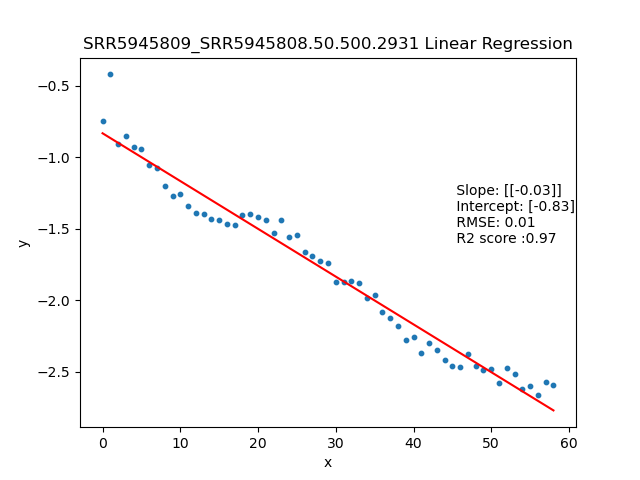 SRR5945809_SRR5945808.50.500.2931 Linear Regression
−0.5
−1.0
−1.5
−2.0
−2.5
y
Slope: [[-0.03]]
Intercept: [-0.83]
RMSE: 0.01
R2 score :0.97
0 10 20 30 40 50 60
x